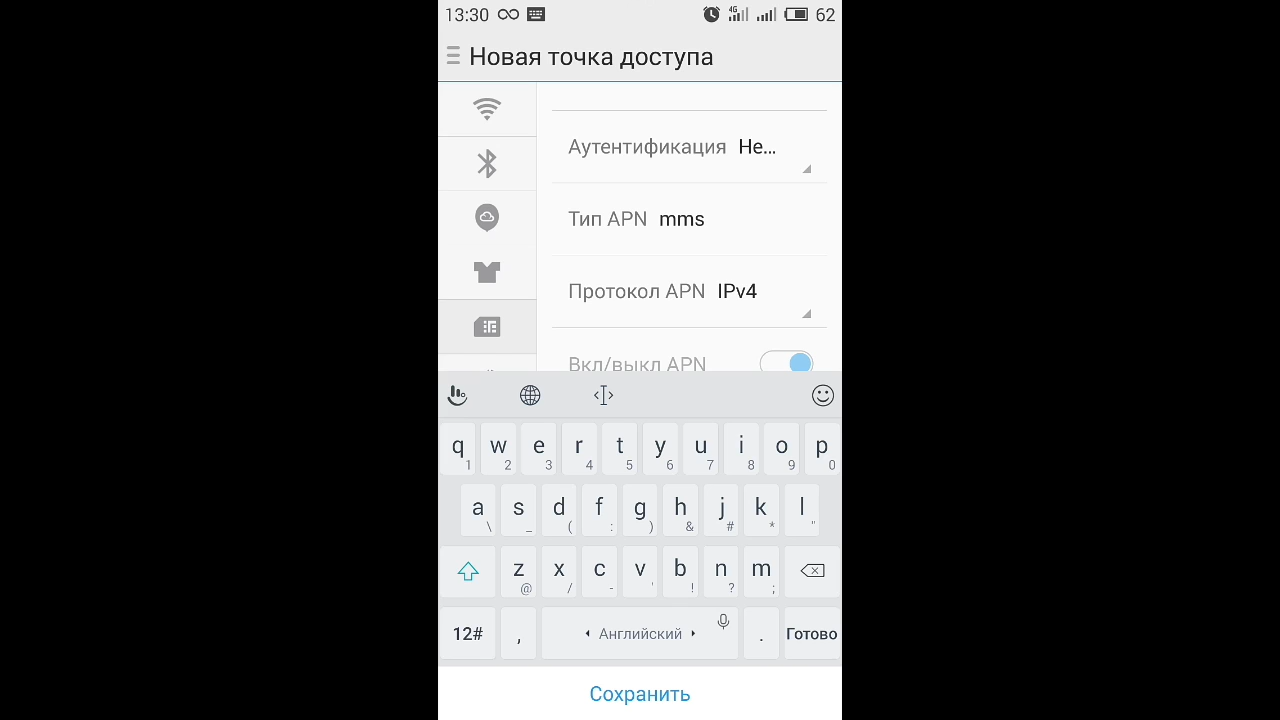 13:30 4G 62
Новая точка доступа
Аутентификация Не...
Тип APN mms
Протокол APN IPv4
Вкл/выкл APN
q w e r t y u i o p
1 2 3 4 5 6 7 8 9 0
a s d f g h j k l
\ _ ( : ) & # * "
z x c v b n m
@ / - ' ! ? ;
12# , Английский . Готово
Сохранить